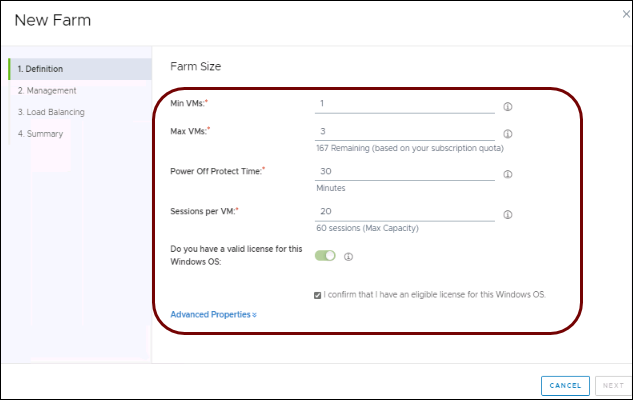 New Farm
1. Definition
2. Management
3. Load Balancing
4. Summary
Farm Size
Min VMs:* 1
Max VMs:* 3
167 Remaining (based on your subscription quota)
Power Off Protect Time:* 30
Minutes
Sessions per VM:* 20
60 sessions (Max Capacity)
Do you have a valid license for this
Windows OS:
I confirm that I have an eligible license for this Windows OS.
Advanced Properties
CANCEL NEXT